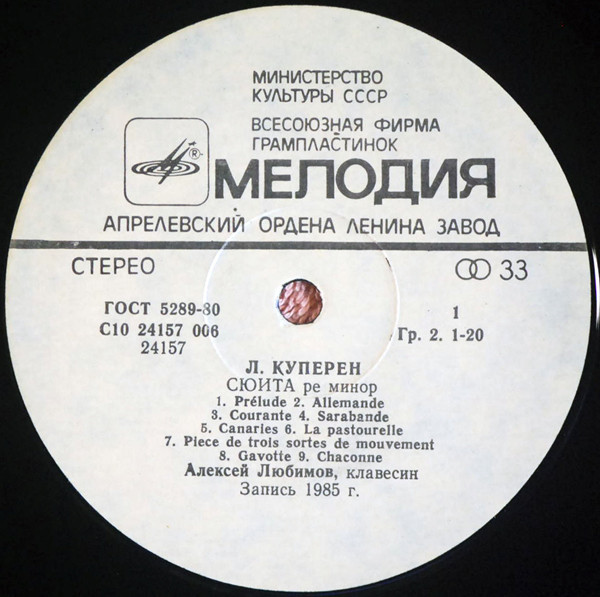 МИНИСТЕРСТВО
КУЛЬТУРЫ СССР
ВСЕСОЮЗНАЯ ФИРМА
ГРАМПЛАСТИНОК
®
МЕЛОДИЯ
АПРЕЛЕВСКИЙ ОРДЕНА ЛЕНИНА ЗАВОД
СТЕРЕО
33
ГОСТ 5289-80
С10 24157 006
24157
1
Гр. 2. 1-20
Л. КУПЕРЕН
СЮИТА ре минор
1. Prélude 2. Allemande
3. Courante 4. Sarabande
5. Canaries 6. La pastourelle
7. Piece de trois sortes de mouvement
8. Gavotte 9. Chaconne
Алексей Любимов, клавесин
Запись 1985 г.